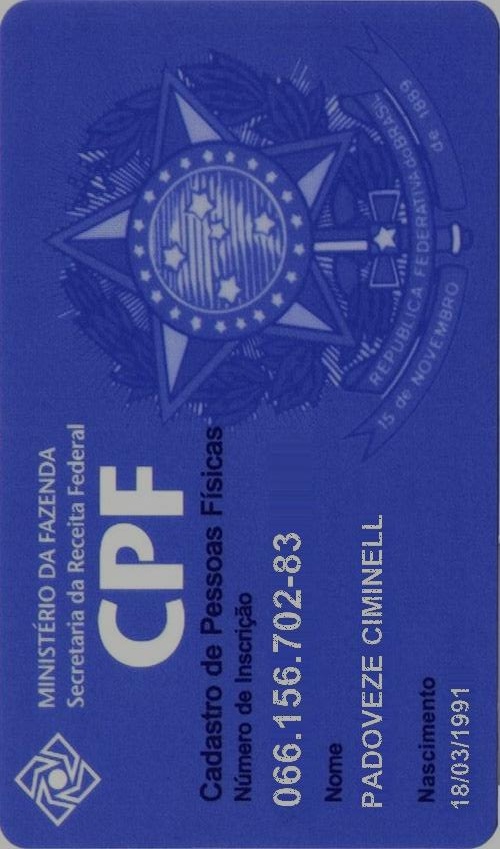 MINISTÉRIO DA FAZENDA
Secretaria da Receita Federal
CPF
Cadastro de Pessoas Físicas
Número de Inscrição
066.156.702-83
Nome
PADOVEZE CIMINELL
Nascimento
18/03/1991
REPUBLICA FEDERATIVA do BRASIL
15 de NOVEMBRO
de 1889